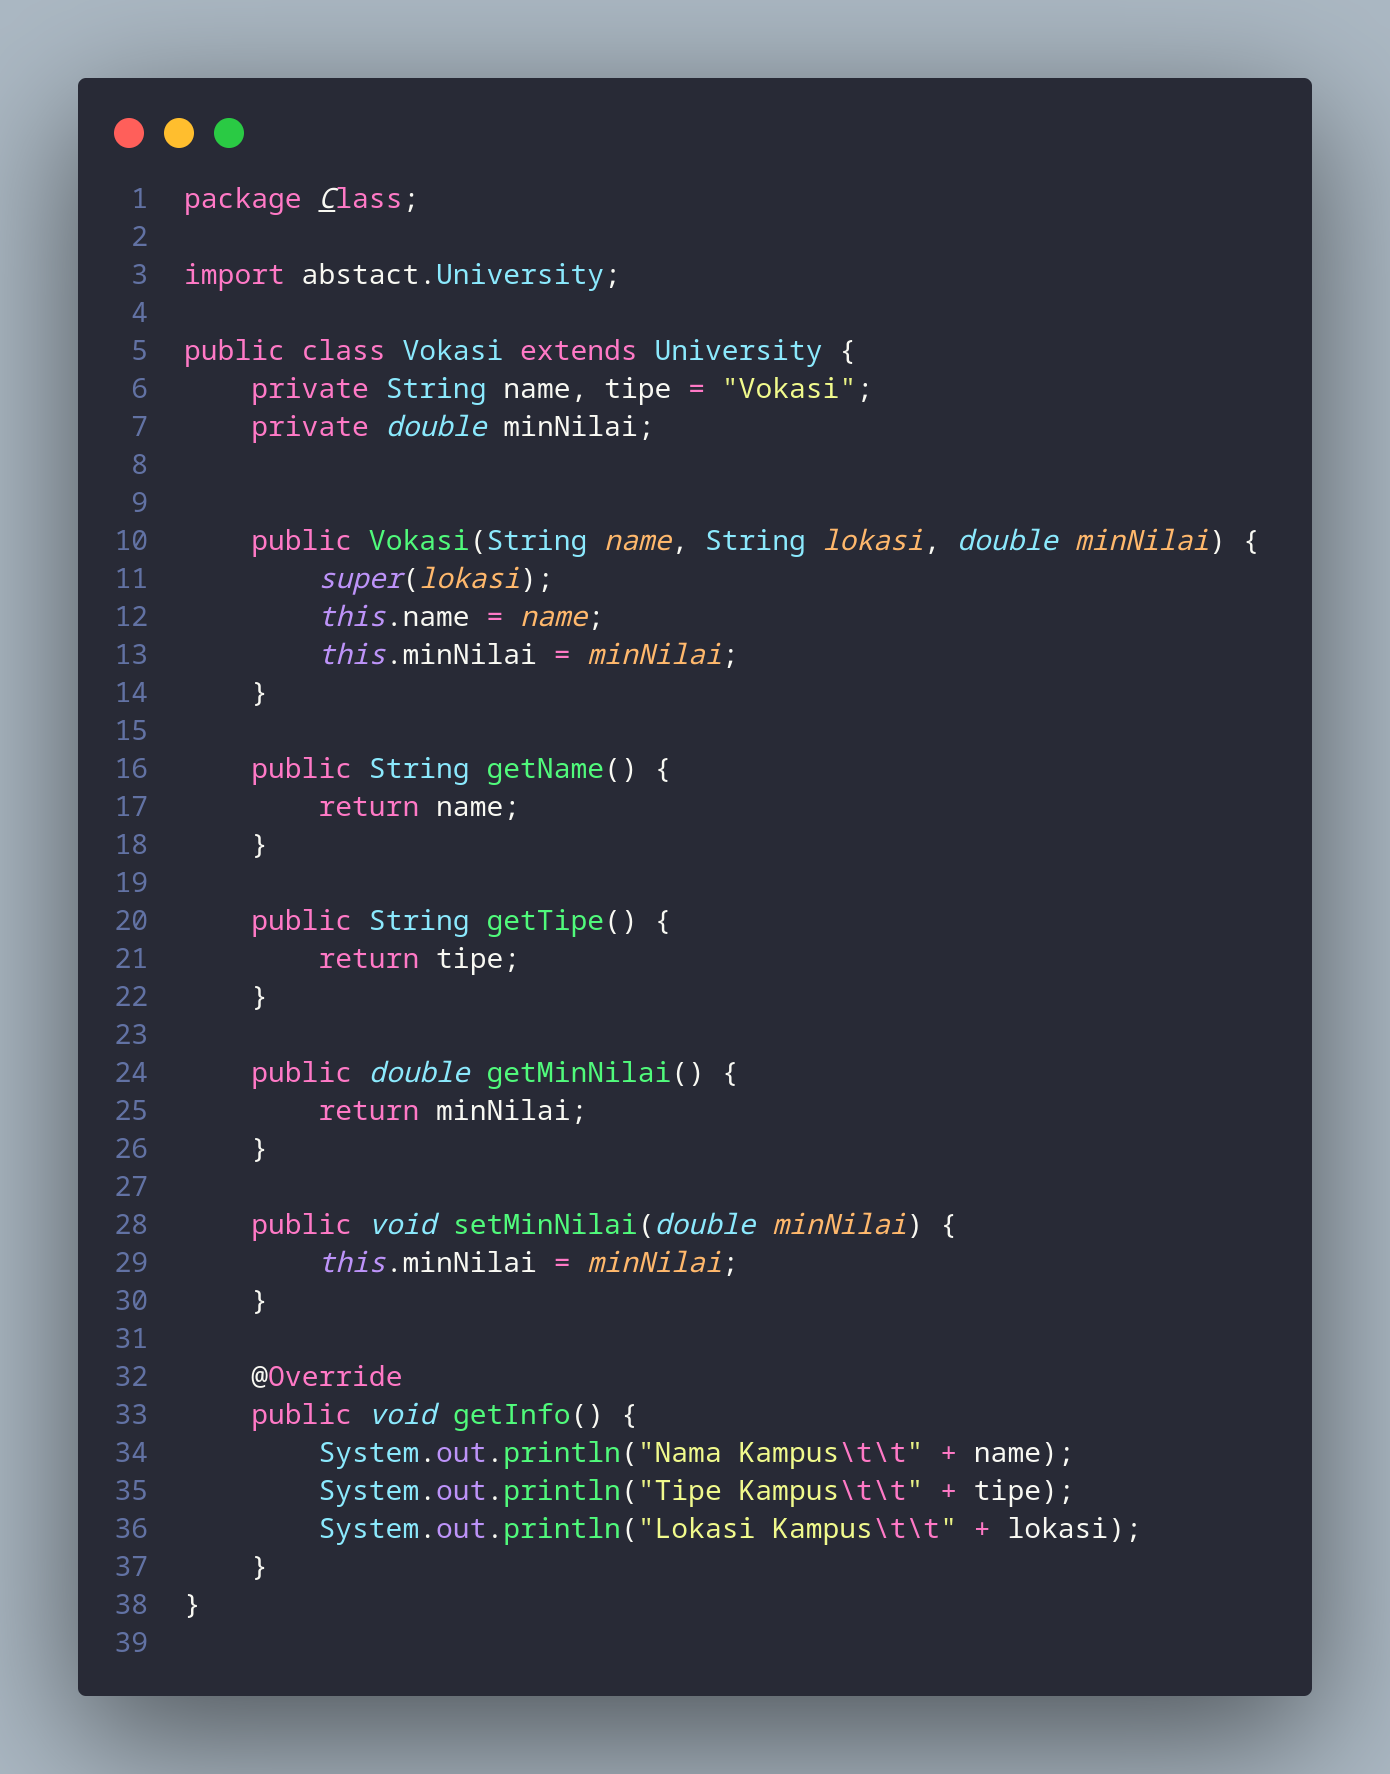 1 package Class;
2
3 import abstact.University;
4
5 public class Vokasi extends University {
6     private String name, tipe = "Vokasi";
7     private double minNilai;
8
9
10     public Vokasi(String name, String lokasi, double minNilai) {
11         super(lokasi);
12         this.name = name;
13         this.minNilai = minNilai;
14     }
15
16     public String getName() {
17         return name;
18     }
19
20     public String getTipe() {
21         return tipe;
22     }
23
24     public double getMinNilai() {
25         return minNilai;
26     }
27
28     public void setMinNilai(double minNilai) {
29         this.minNilai = minNilai;
30     }
31
32     @Override
33     public void getInfo() {
34         System.out.println("Nama Kampus\t\t" + name);
35         System.out.println("Tipe Kampus\t\t" + tipe);
36         System.out.println("Lokasi Kampus\t\t" + lokasi);
37     }
38 }
39